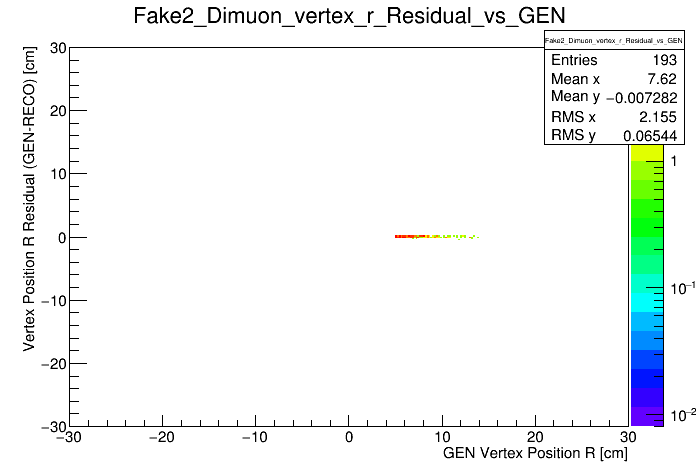 Fake2_Dimuon_vertex_r_Residual_vs_GEN
Fake2_Dimuon_vertex_r_Residual_vs_GEN
Entries 193
Mean x 7.62
Mean y −0.007282
RMS x 2.155
RMS y 0.06544
Vertex Position R Residual (GEN-RECO) [cm]
30
20
10
0
−10
−20
−30
−30 −20 −10 0 10 20 30
GEN Vertex Position R [cm]
1
10⁻¹
10⁻²